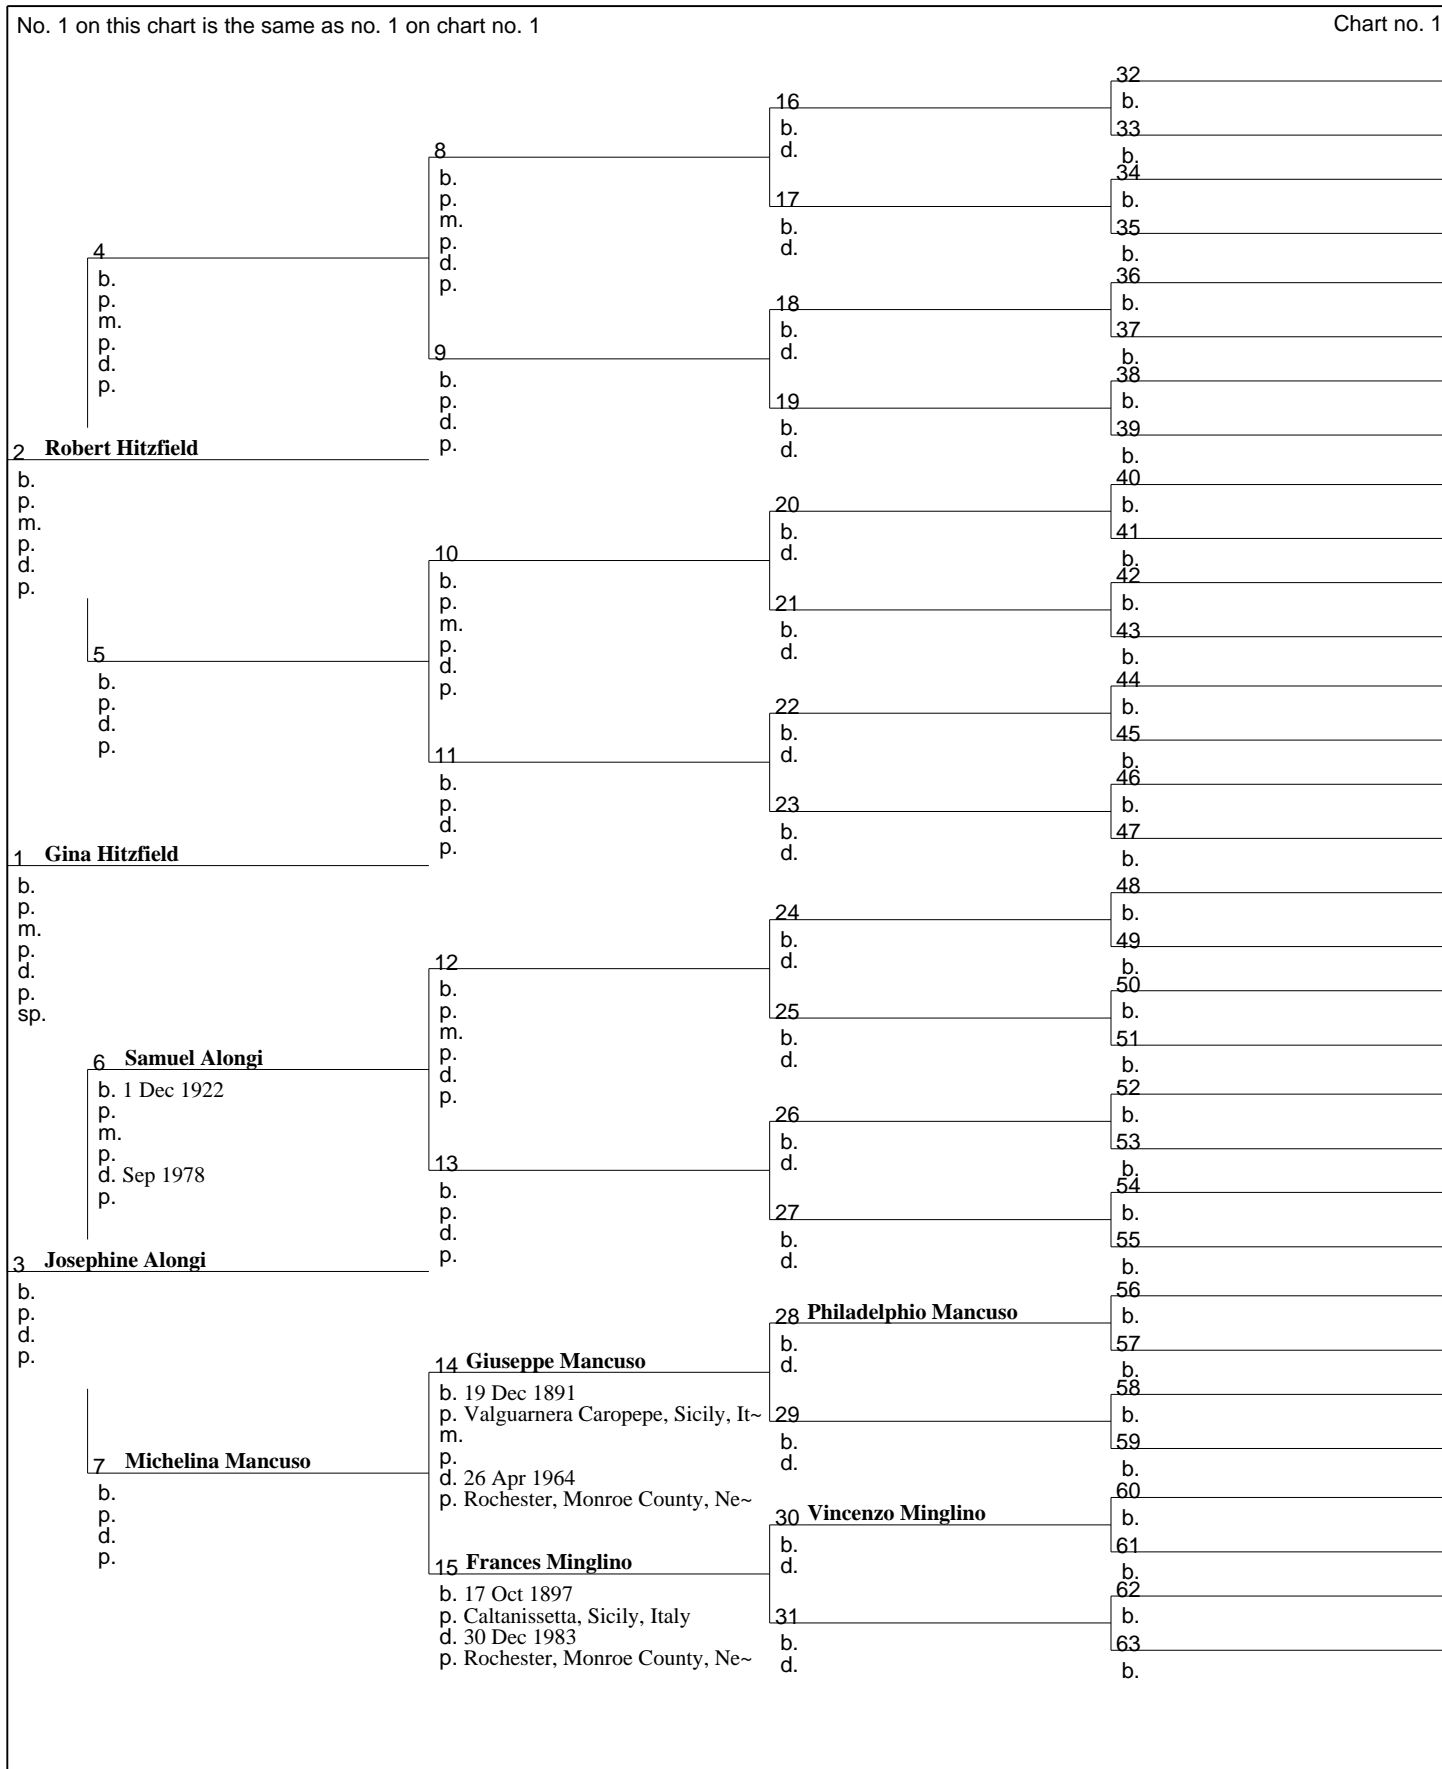 No. 1 on this chart is the same as no. 1 on chart no. 1
Chart no. 1
2 Robert Hitzfield
b.
p.
m.
p.
d.
p.
1 Gina Hitzfield
b.
p.
m.
p.
d.
p.
sp.
3 Josephine Alongi
b.
p.
d.
p.
4
b.
p.
m.
p.
d.
p.
5
b.
p.
d.
p.
6 Samuel Alongi
b. 1 Dec 1922
p.
m.
p.
d. Sep 1978
p.
7 Michelina Mancuso
b.
p.
d.
p.
8
b.
p.
m.
p.
d.
p.
9
b.
p.
d.
p.
10
b.
p.
m.
p.
d.
p.
11
b.
p.
d.
p.
12
b.
p.
m.
p.
d.
p.
13
b.
p.
d.
p.
14 Giuseppe Mancuso
b. 19 Dec 1891
p. Valguarnera Caropepe, Sicily, It~
m.
p.
d. 26 Apr 1964
p. Rochester, Monroe County, Ne~
15 Frances Minglino
b. 17 Oct 1897
p. Caltanissetta, Sicily, Italy
d. 30 Dec 1983
p. Rochester, Monroe County, Ne~
16
b.
d.
17
b.
d.
18
b.
d.
19
b.
d.
20
b.
d.
21
b.
d.
22
b.
d.
23
b.
d.
24
b.
d.
25
b.
d.
26
b.
d.
27
b.
d.
28 Philadelphio Mancuso
b.
d.
29
b.
d.
30 Vincenzo Minglino
b.
d.
31
b.
d.
32
b.
33
b.
34
b.
35
b.
36
b.
37
b.
38
b.
39
b.
40
b.
41
b.
42
b.
43
b.
44
b.
45
b.
46
b.
47
b.
48
b.
49
b.
50
b.
51
b.
52
b.
53
b.
54
b.
55
b.
56
b.
57
b.
58
b.
59
b.
60
b.
61
b.
62
b.
63
b.